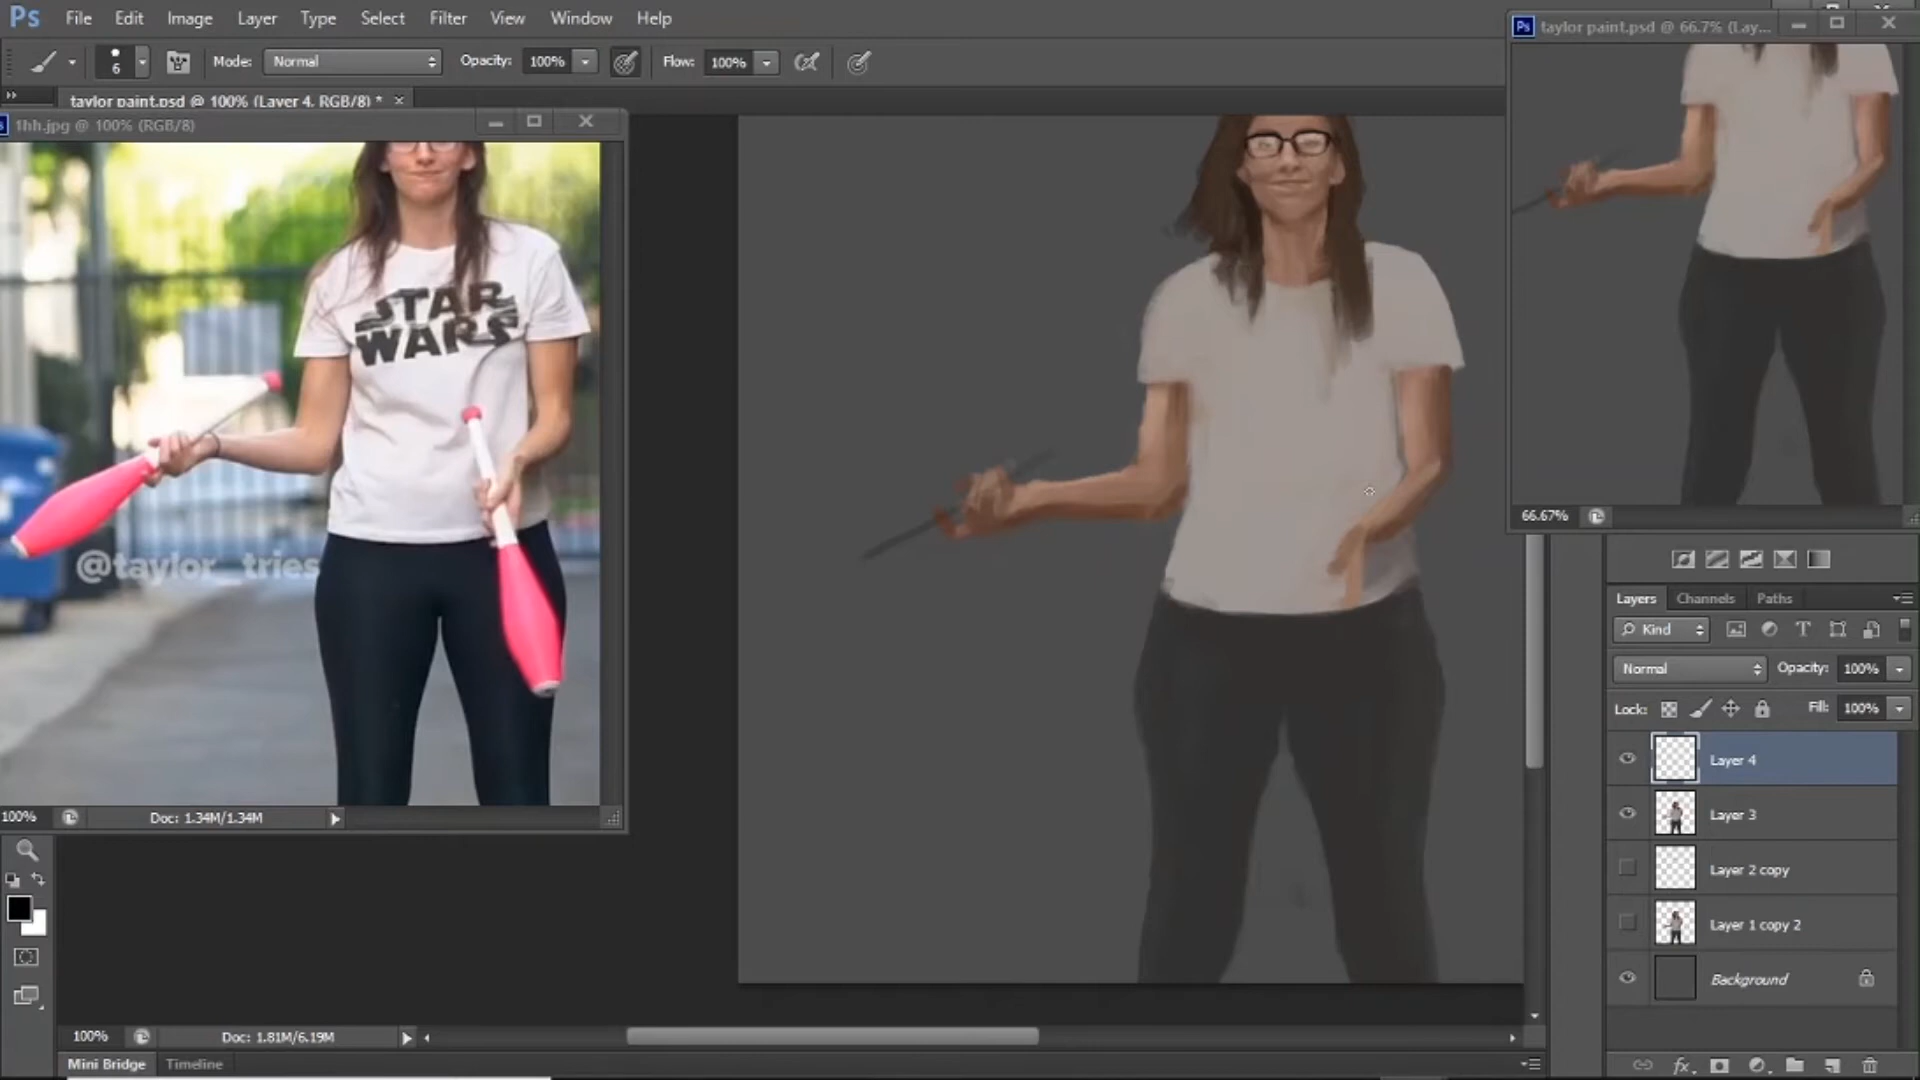 Ps File Edit Image Layer Type Select Filter View Window Help
Ps taylor paint.psd @ 66.7% (Lay...
6 Mode: Normal Opacity: 100% Flow: 100%
taylor paint.psd @ 100% (Layer 4, RGB/8) *
1hh.jpg @ 100% (RGB/8)
STAR
WARS
@taylor_tries
66.67%
Layers Channels Paths
Kind
Normal Opacity: 100%
Lock: Fill: 100%
Layer 4
Layer 3
Layer 2 copy
Layer 1 copy 2
Background
100% Doc: 1.34M/1.34M
100% Doc: 1.81M/6.19M
Mini Bridge Timeline
fx